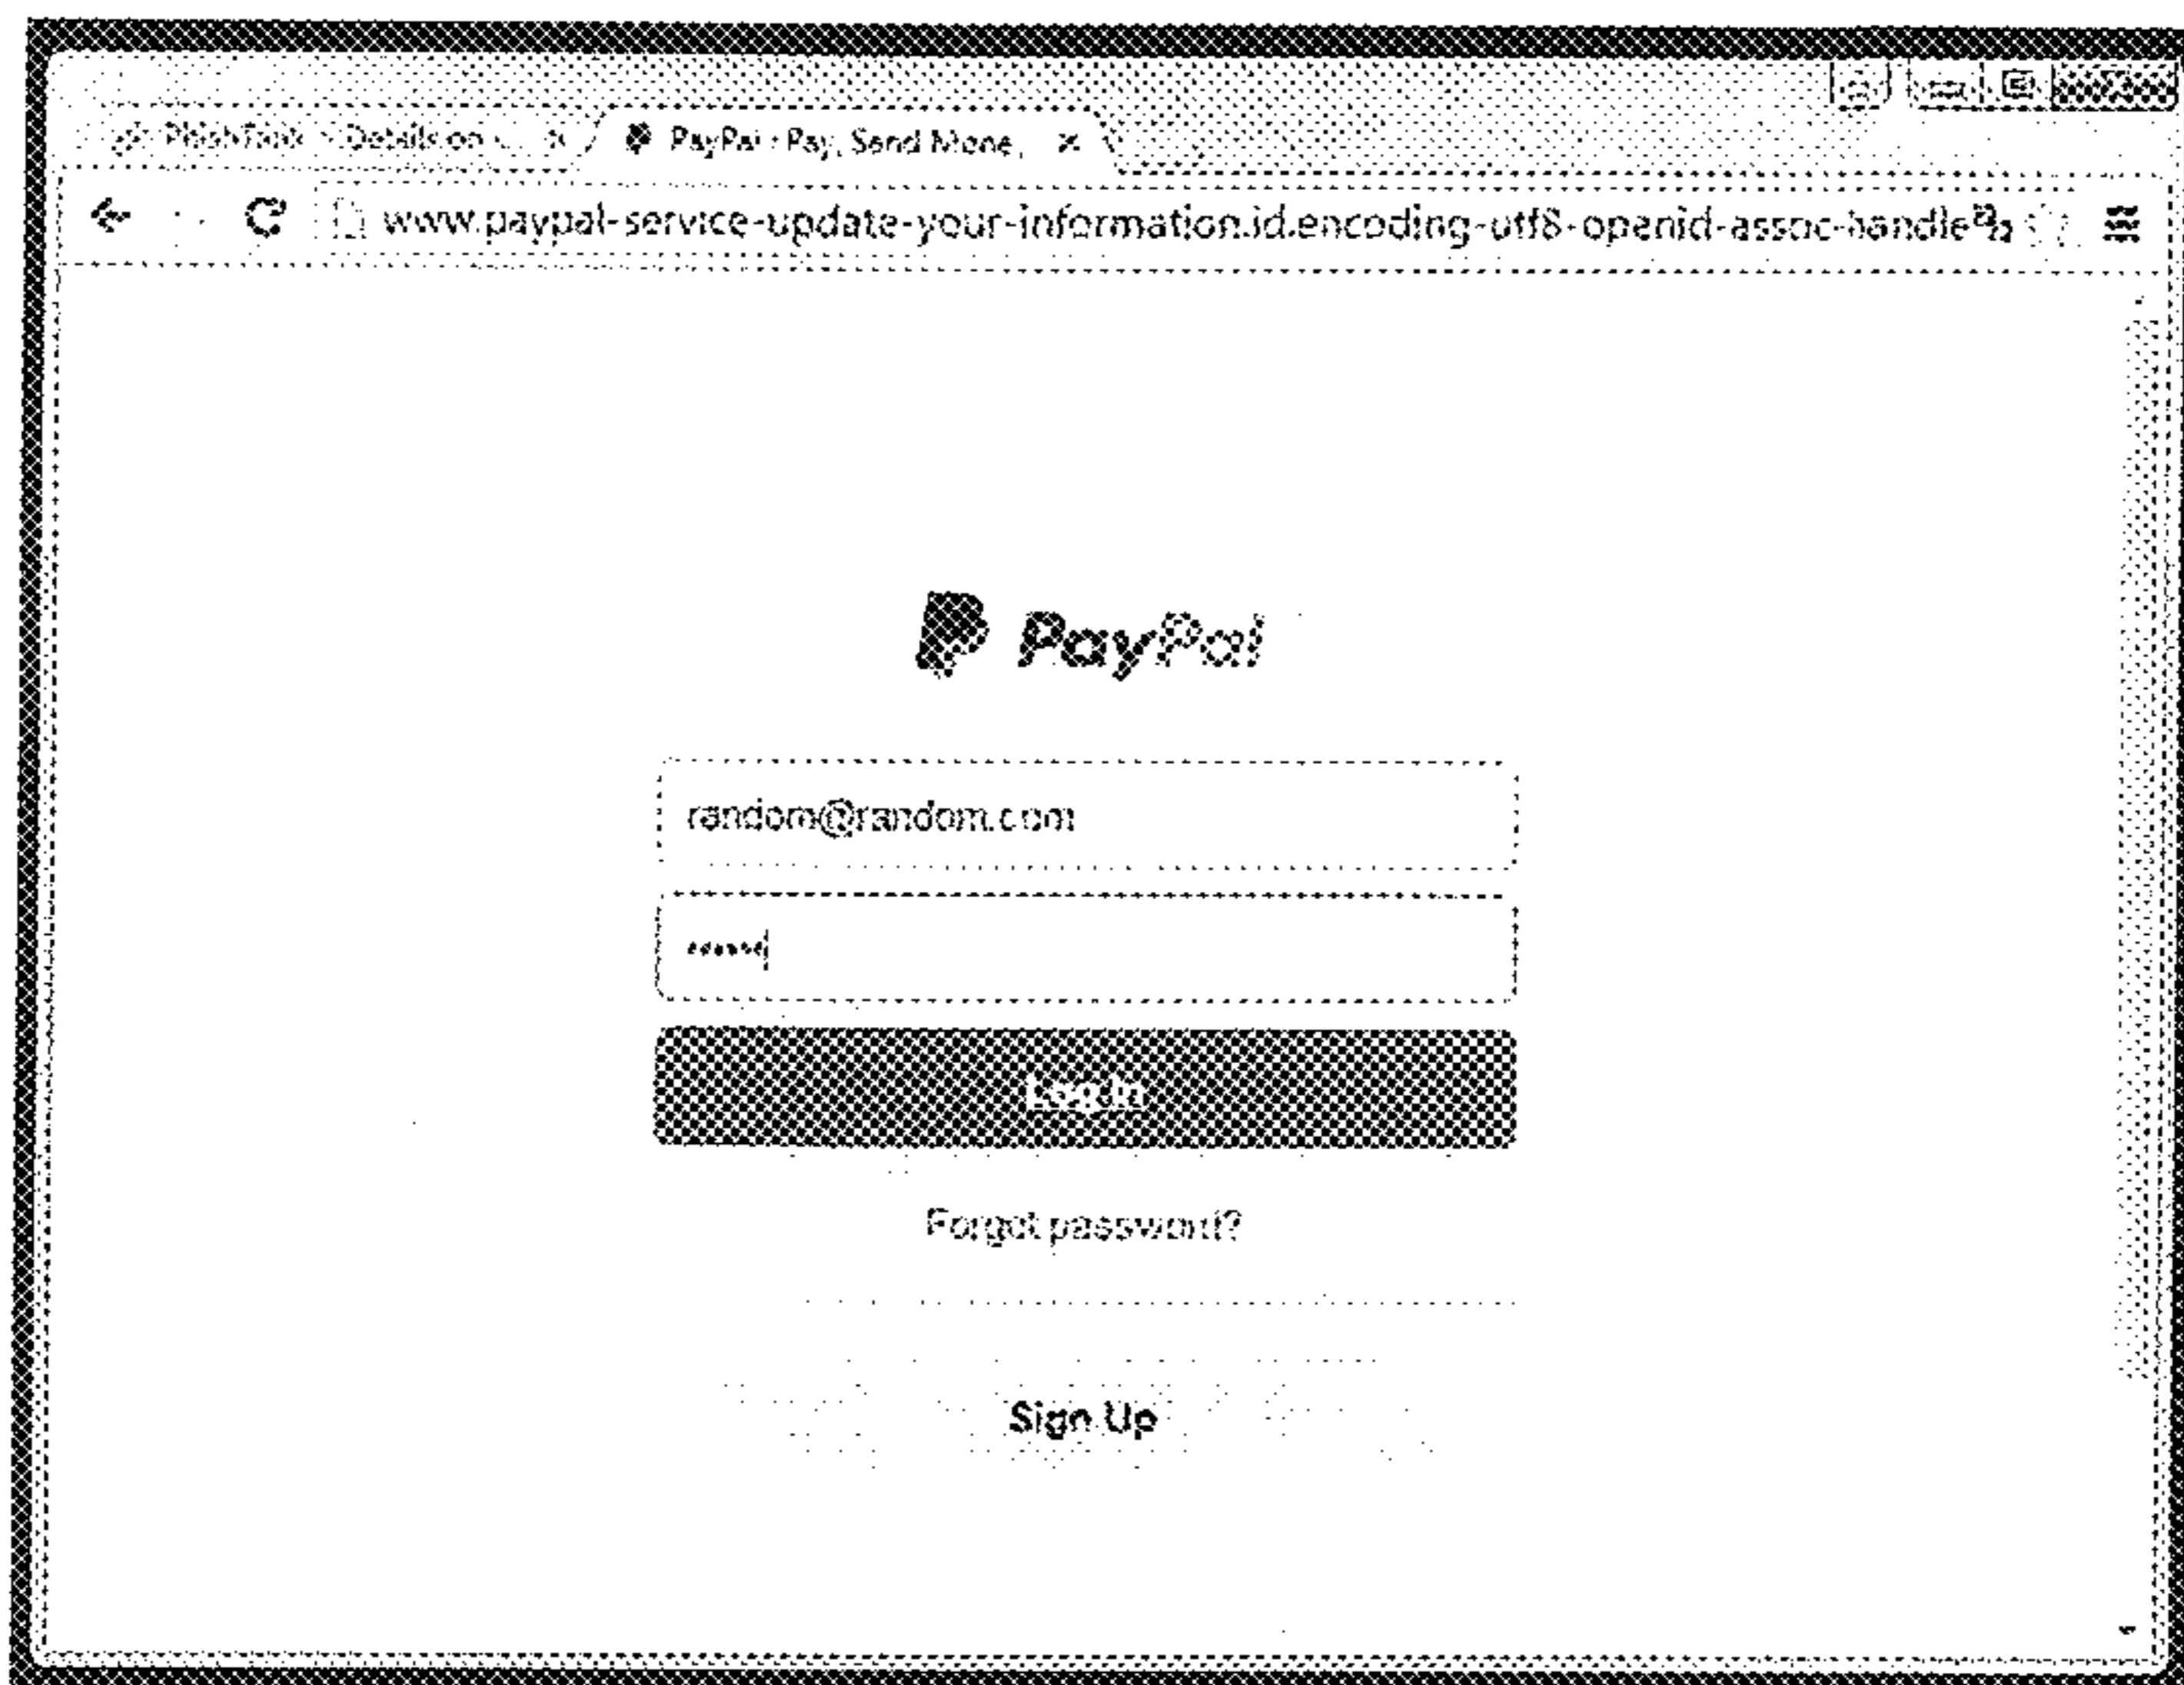 PhishTank Details on
PayPal: Pay, Send Mone
www.paypal-service-update-your-information.id.encoding-utf8-openid-assoc-handle
PayPal
random@random.com
••••••
Log In
Forgot password?
Sign Up